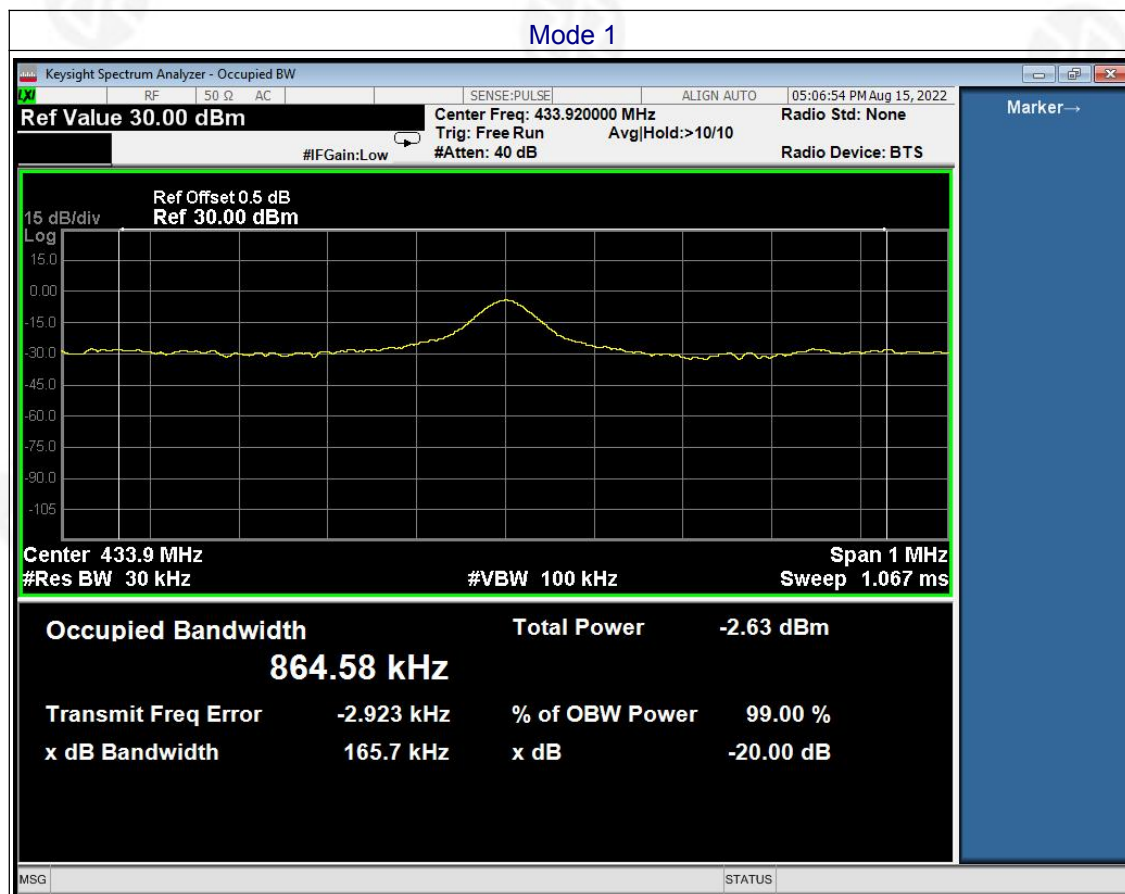 Mode 1
Keysight Spectrum Analyzer - Occupied BW
LXI RF 50 Ω AC SENSE:PULSE ALIGN AUTO 05:06:54 PM Aug 15, 2022
Ref Value 30.00 dBm Center Freq: 433.920000 MHz Radio Std: None Marker→
Trig: Free Run Avg|Hold:>10/10
#IFGain:Low #Atten: 40 dB Radio Device: BTS
Ref Offset 0.5 dB
15 dB/div Ref 30.00 dBm
Log
15.0
0.00
-15.0
-30.0
-45.0
-60.0
-75.0
-90.0
-105
Center 433.9 MHz Span 1 MHz
#Res BW 30 kHz #VBW 100 kHz Sweep 1.067 ms
Occupied Bandwidth Total Power -2.63 dBm
864.58 kHz
Transmit Freq Error -2.923 kHz % of OBW Power 99.00 %
x dB Bandwidth 165.7 kHz x dB -20.00 dB
MSG STATUS